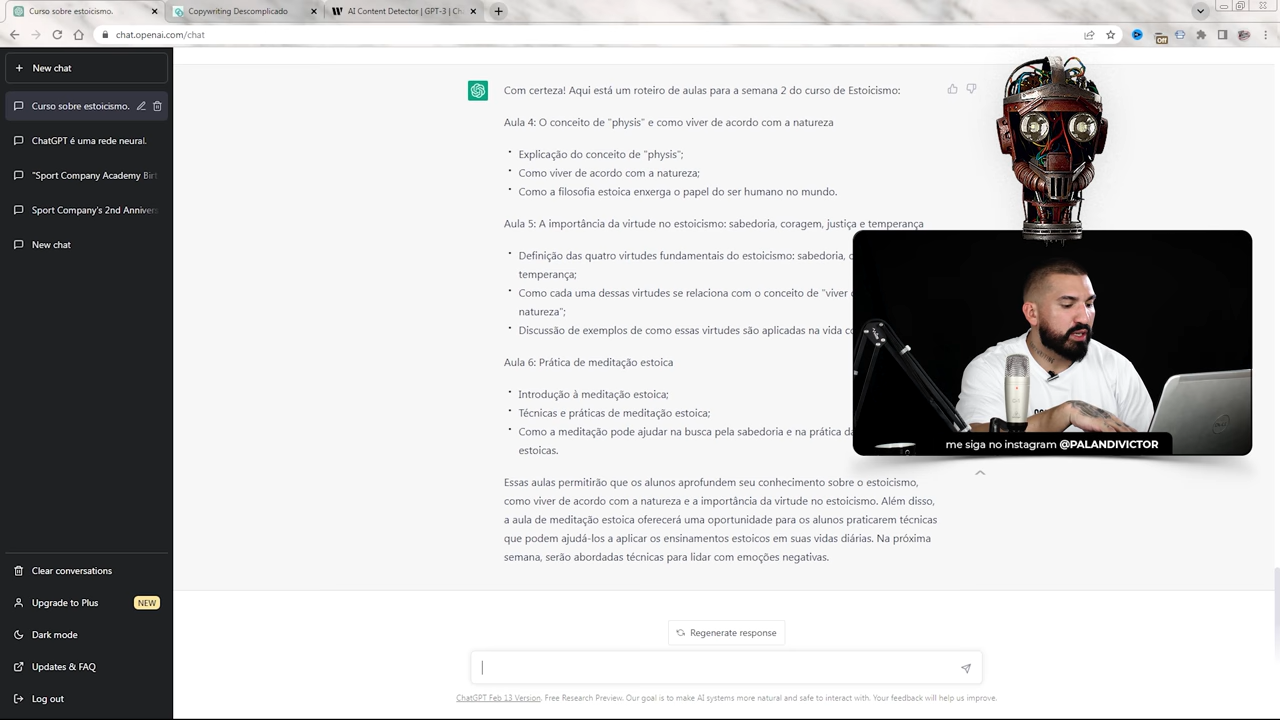 Curso sobre estoicismo.
Copywriting Descomplicado
AI Content Detector | GPT-3 | Ch
chat.openai.com/chat
Off
New chat
Curso sobre estoicismo.
ChatGPT é uma rede neural.
"Sport Company Academy Birt
Sport Company's 2nd Annivers
New chat
Clear conversations
Upgrade to Plus NEW
Dark mode
Updates & FAQ
Log out
Com certeza! Aqui está um roteiro de aulas para a semana 2 do curso de Estoicismo:
Aula 4: O conceito de "physis" e como viver de acordo com a natureza
• Explicação do conceito de "physis";
• Como viver de acordo com a natureza;
• Como a filosofia estoica enxerga o papel do ser humano no mundo.
Aula 5: A importância da virtude no estoicismo: sabedoria, coragem, justiça e temperança
• Definição das quatro virtudes fundamentais do estoicismo: sabedoria, c
temperança;
• Como cada uma dessas virtudes se relaciona com o conceito de "viver
natureza";
• Discussão de exemplos de como essas virtudes são aplicadas na vida co
Aula 6: Prática de meditação estoica
• Introdução à meditação estoica;
• Técnicas e práticas de meditação estoica;
• Como a meditação pode ajudar na busca pela sabedoria e na prática da
estoicas.
Essas aulas permitirão que os alunos aprofundem seu conhecimento sobre o estoicismo,
como viver de acordo com a natureza e a importância da virtude no estoicismo. Além disso,
a aula de meditação estoica oferecerá uma oportunidade para os alunos praticarem técnicas
que podem ajudá-los a aplicar os ensinamentos estoicos em suas vidas diárias. Na próxima
semana, serão abordadas técnicas para lidar com emoções negativas.
me siga no instagram @PALANDIVICTOR
Regenerate response
ChatGPT Feb 13 Version. Free Research Preview. Our goal is to make AI systems more natural and safe to interact with. Your feedback will help us improve.